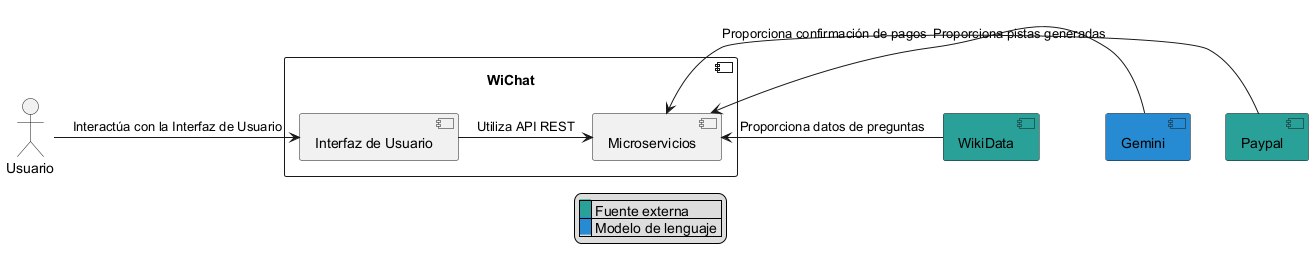 Proporciona confirmación de pagos
Proporciona pistas generadas
WiChat
Interactúa con la Interfaz de Usuario
Utiliza API REST
Proporciona datos de preguntas
Interfaz de Usuario
Microservicios
WikiData
Gemini
Paypal
Usuario
Fuente externa
Modelo de lenguaje